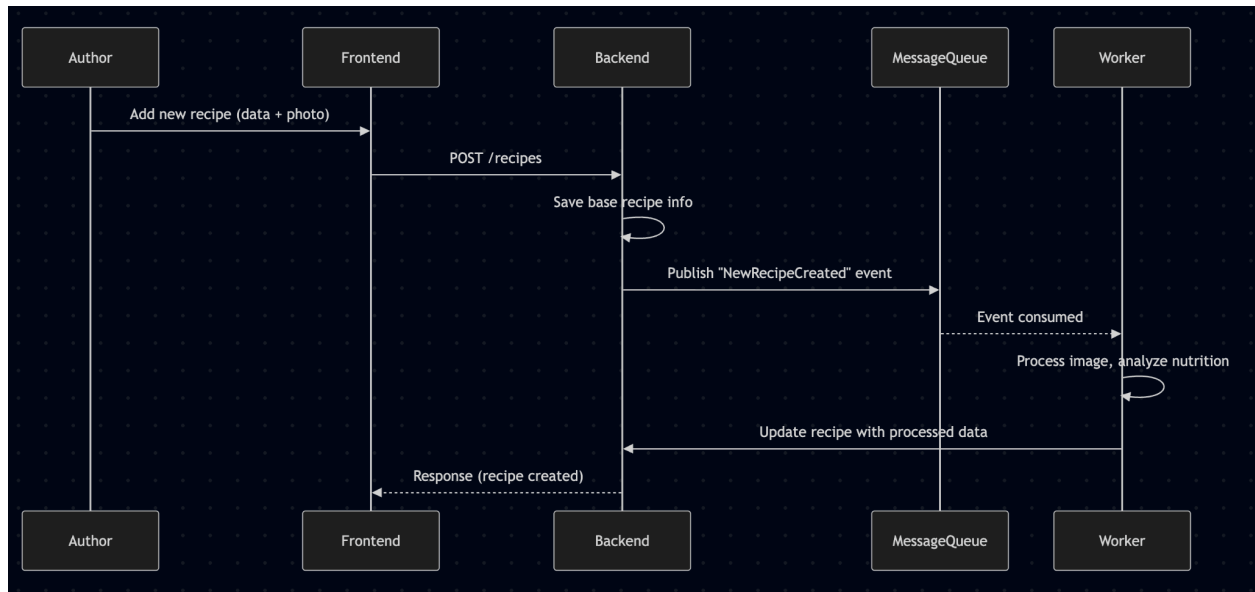 Author
Frontend
Backend
MessageQueue
Worker
Add new recipe (data + photo)
POST /recipes
Save base recipe info
Publish "NewRecipeCreated" event
Event consumed
Process image, analyze nutrition
Update recipe with processed data
Response (recipe created)
Author
Frontend
Backend
MessageQueue
Worker